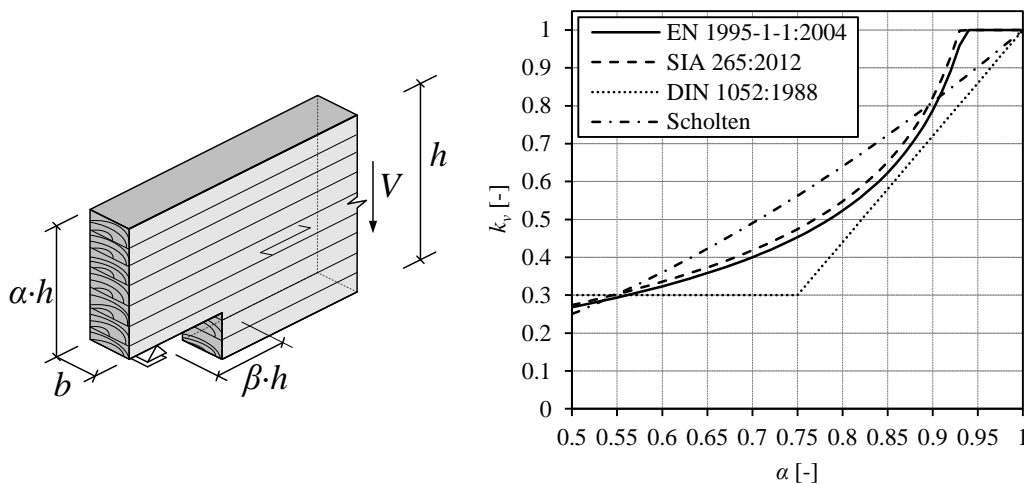 h
V
α·h
b
β·h
EN 1995-1-1:2004
SIA 265:2012
DIN 1052:1988
Scholten
1
0.9
0.8
0.7
0.6
0.5
0.4
0.3
0.2
0.1
0
k_v [-]
0.5 0.55 0.6 0.65 0.7 0.75 0.8 0.85 0.9 0.95 1
α [-]